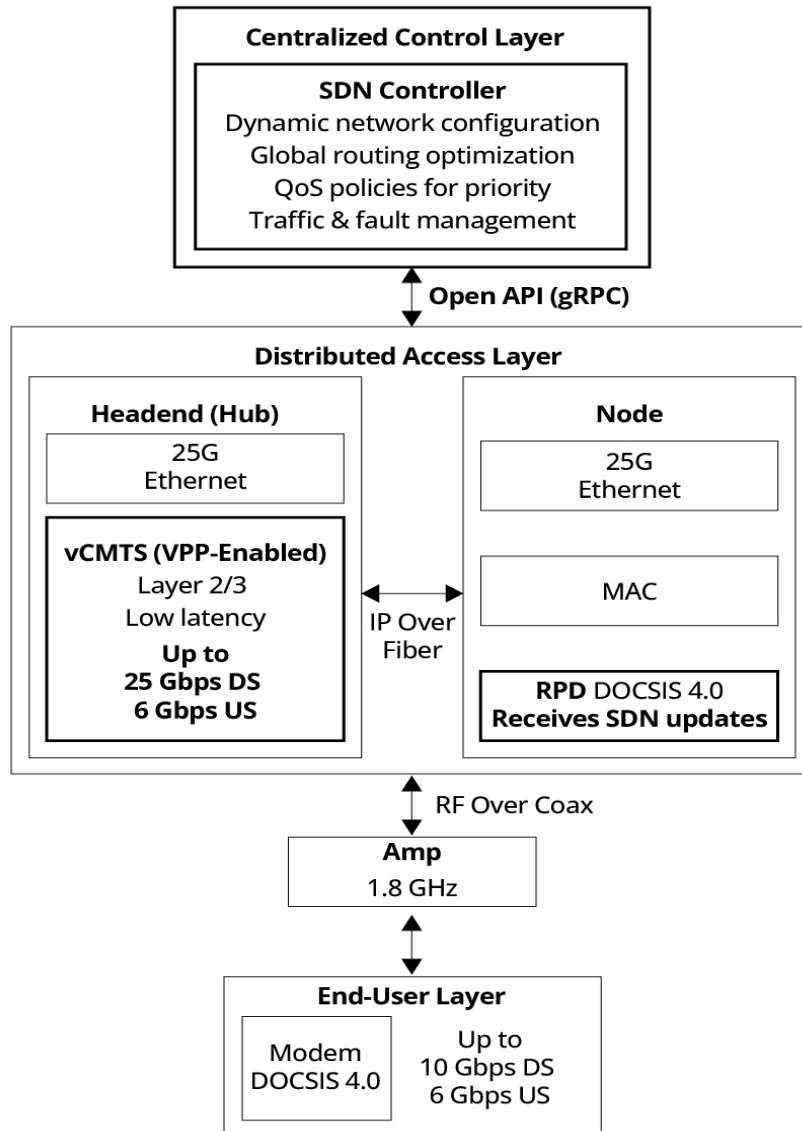 Centralized Control Layer
SDN Controller
Dynamic network configuration
Global routing optimization
QoS policies for priority
Traffic & fault management
Open API (gRPC)
Distributed Access Layer
Headend (Hub)
25G
Ethernet
vCMTS (VPP-Enabled)
Layer 2/3
Low latency
Up to
25 Gbps DS
6 Gbps US
IP Over
Fiber
Node
25G
Ethernet
MAC
RPD DOCSIS 4.0
Receives SDN updates
RF Over Coax
Amp
1.8 GHz
End-User Layer
Modem
DOCSIS 4.0
Up to
10 Gbps DS
6 Gbps US